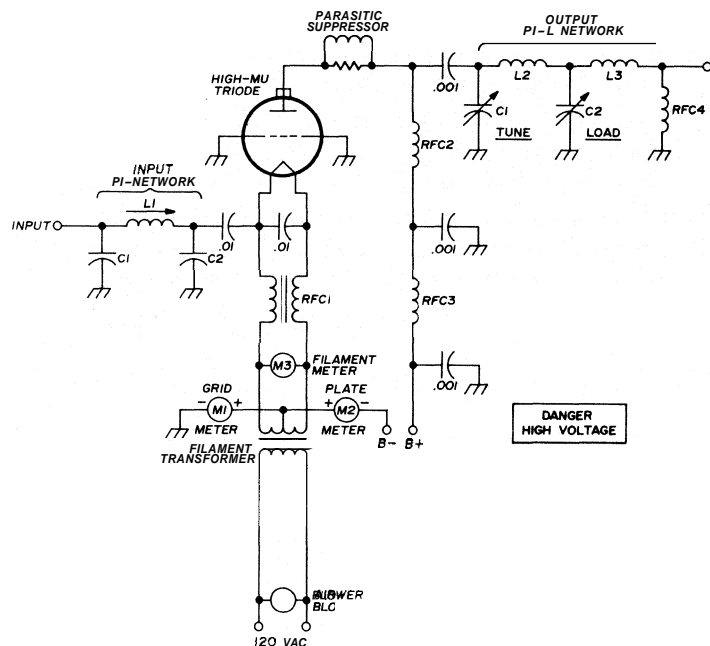 PARASITIC
SUPPRESSOR
OUTPUT
PI-L NETWORK
HIGH-MU
TRIODE
.001
L2
L3
C1
TUNE
C2
LOAD
RFC4
RFC2
INPUT
PI-NETWORK
L1
INPUT
.01
.01
C1
C2
.001
RFC1
RFC3
M3
FILAMENT
METER
.001
GRID
- M1 +
METER
PLATE
+ M2 -
METER
B- B+
DANGER
HIGH VOLTAGE
FILAMENT
TRANSFORMER
120 VAC